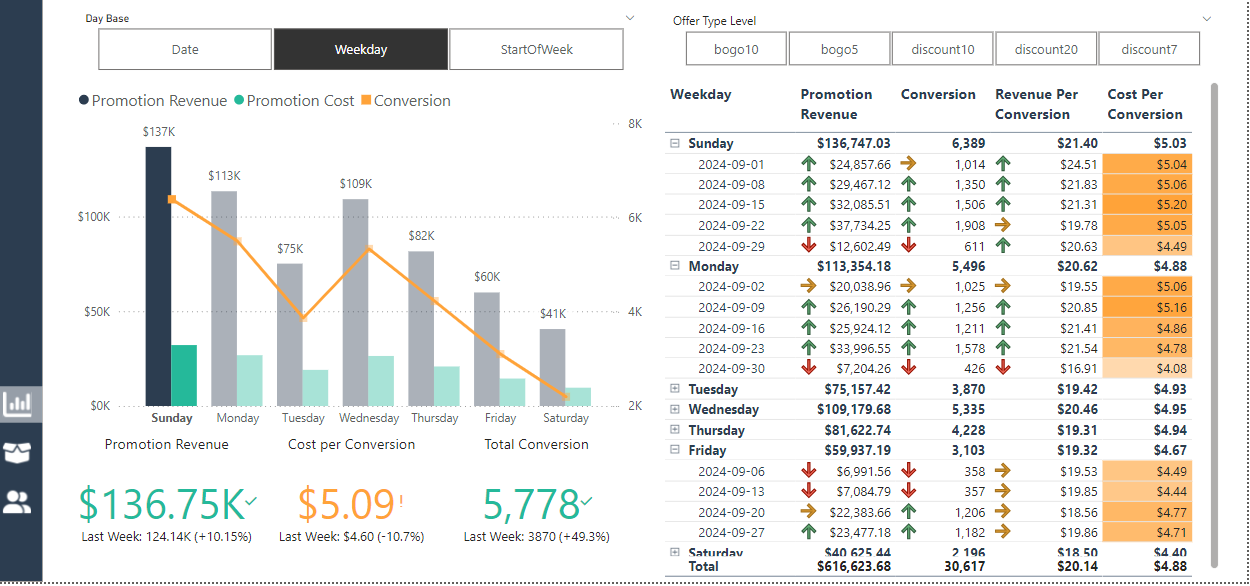 Day Base
Date Weekday StartOfWeek
Promotion Revenue Promotion Cost Conversion
$137K
8K
$113K
$109K
$100K
6K
$82K
$75K
$60K
$50K
$41K
4K
$0K
2K
Sunday Monday Tuesday Wednesday Thursday Friday Saturday
Promotion Revenue Cost per Conversion Total Conversion
$136.75K $5.09! 5,778
Last Week: 124.14K (+10.15%) Last Week: $4.60 (-10.7%) Last Week: 3870 (+49.3%)
Offer Type Level
bogo10 bogo5 discount10 discount20 discount7
Weekday Promotion Revenue Conversion Revenue Per Conversion Cost Per Conversion
Sunday $136,747.03 6,389 $21.40 $5.03
2024-09-01 $24,857.66 1,014 $24.51 $5.04
2024-09-08 $29,467.12 1,350 $21.83 $5.06
2024-09-15 $32,085.51 1,506 $21.31 $5.20
2024-09-22 $37,734.25 1,908 $19.78 $5.05
2024-09-29 $12,602.49 611 $20.63 $4.49
Monday $113,354.18 5,496 $20.62 $4.88
2024-09-02 $20,038.96 1,025 $19.55 $5.06
2024-09-09 $26,190.29 1,256 $20.85 $5.16
2024-09-16 $25,924.12 1,211 $21.41 $4.86
2024-09-23 $33,996.55 1,578 $21.54 $4.78
2024-09-30 $7,204.26 426 $16.91 $4.08
Tuesday $75,157.42 3,870 $19.42 $4.93
Wednesday $109,179.68 5,335 $20.46 $4.95
Thursday $81,622.74 4,228 $19.31 $4.94
Friday $59,937.19 3,103 $19.32 $4.67
2024-09-06 $6,991.56 358 $19.53 $4.49
2024-09-13 $7,084.79 357 $19.85 $4.44
2024-09-20 $22,383.66 1,206 $18.56 $4.77
2024-09-27 $23,477.18 1,182 $19.86 $4.71
Saturday $40,625.44 2,196 $18.50 $4.40
Total $616,623.68 30,617 $20.14 $4.88